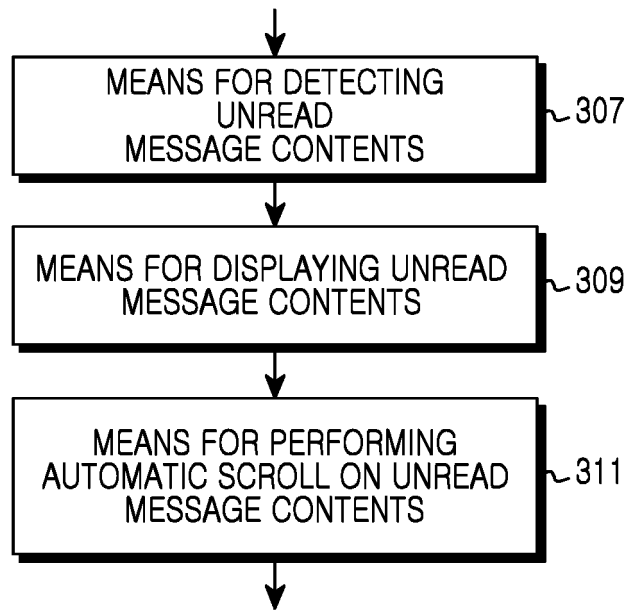 MEANS FOR DETECTING
UNREAD
MESSAGE CONTENTS
307
MEANS FOR DISPLAYING UNREAD
MESSAGE CONTENTS
309
MEANS FOR PERFORMING
AUTOMATIC SCROLL ON UNREAD
MESSAGE CONTENTS
311